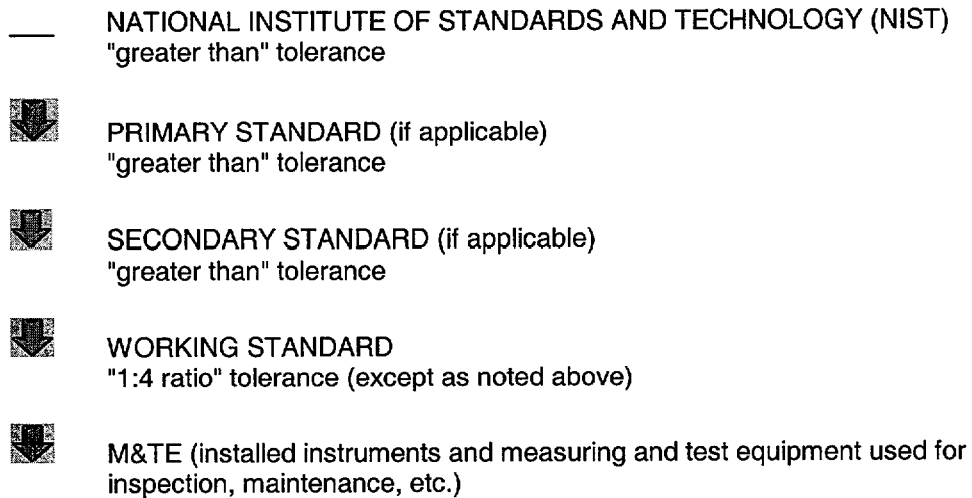 NATIONAL INSTITUTE OF STANDARDS AND TECHNOLOGY (NIST)
"greater than" tolerance
PRIMARY STANDARD (if applicable)
"greater than" tolerance
SECONDARY STANDARD (if applicable)
"greater than" tolerance
WORKING STANDARD
"1:4 ratio" tolerance (except as noted above)
M&TE (installed instruments and measuring and test equipment used for
inspection, maintenance, etc.)